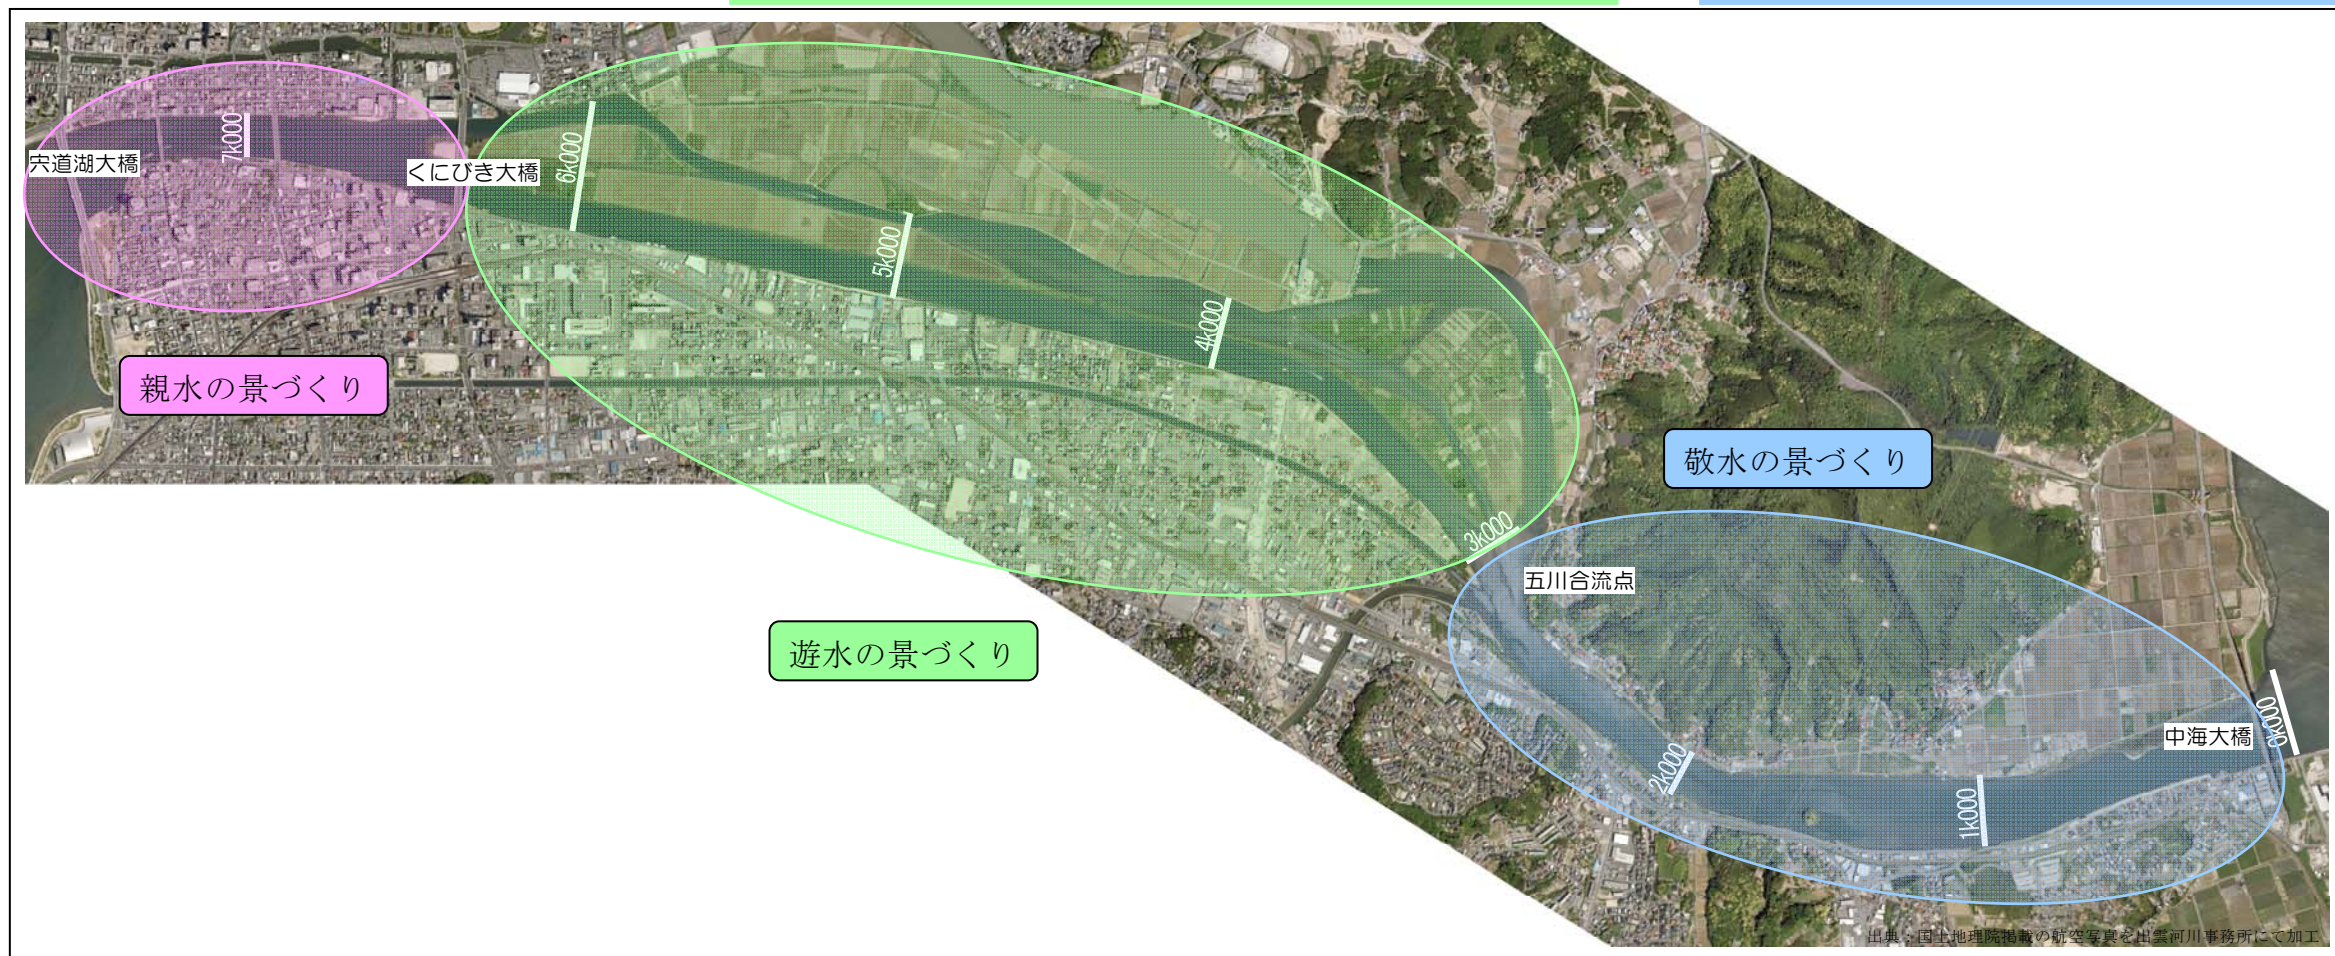 7k000
宍道湖大橋
くにびき大橋
6k000
5k000
4k000
親水の景づくり
敬水の景づくり
3k000
五川合流点
遊水の景づくり
中海大橋
0k000
2k000
1k000
出典:国土地理院掲載の航空写真を出雲河川事務所にて加工